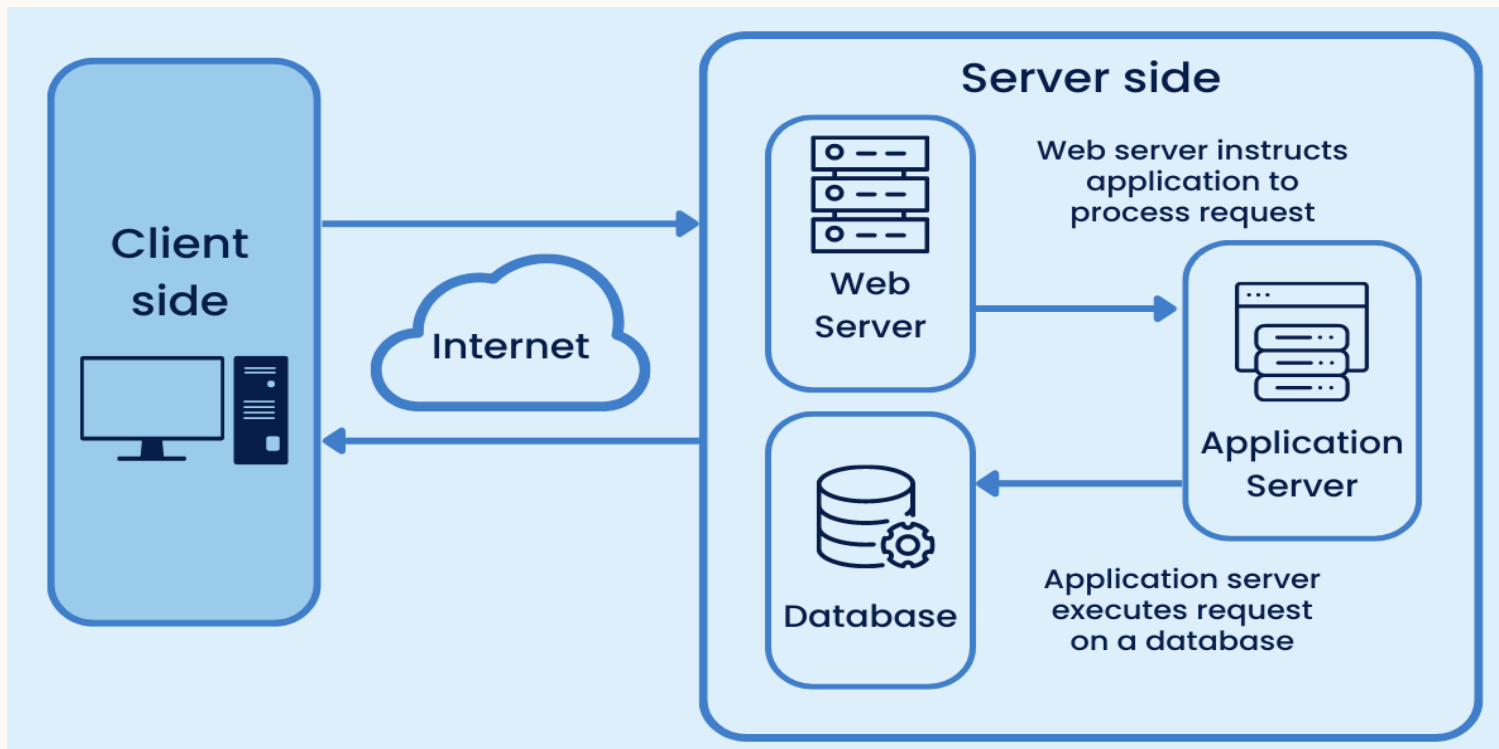 Client
side
Internet
Server side
Web
Server
Web server instructs
application to
process request
Application
Server
Database
Application server
executes request
on a database